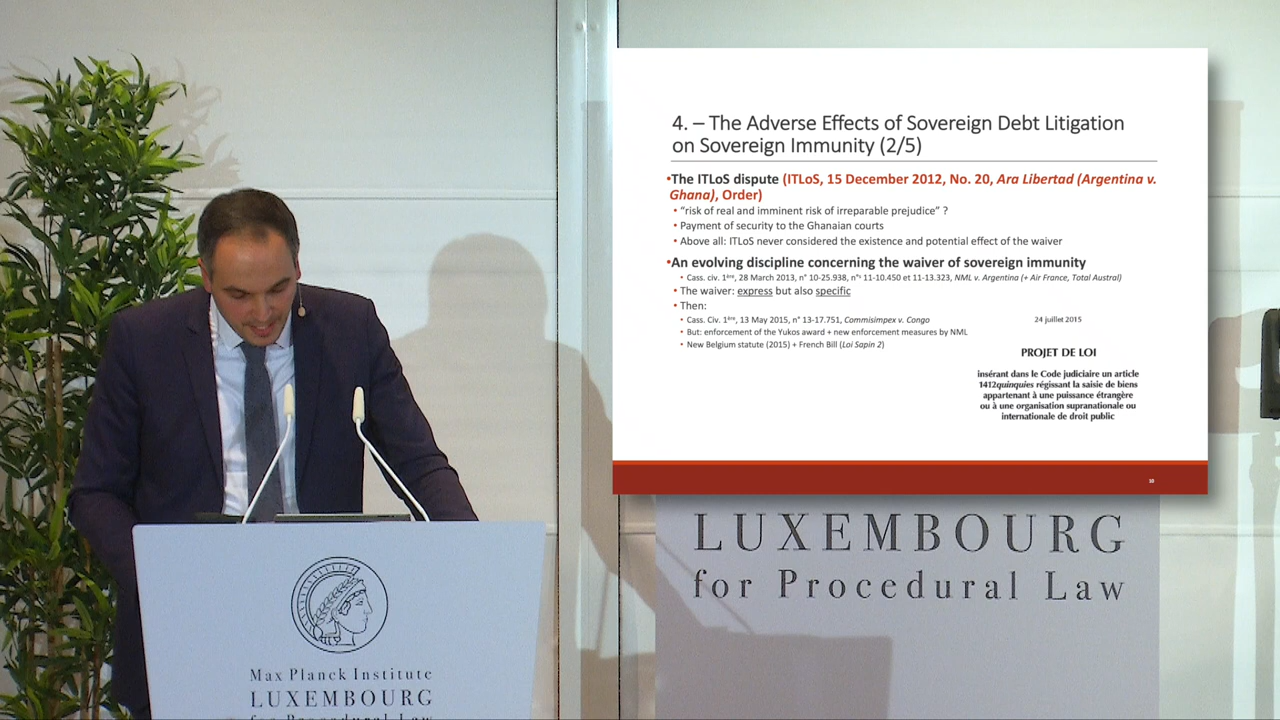 4. – The Adverse Effects of Sovereign Debt Litigation
on Sovereign Immunity (2/5)
•The ITLoS dispute (ITLoS, 15 December 2012, No. 20, Ara Libertad (Argentina v.
Ghana), Order)
• “risk of real and imminent risk of irreparable prejudice” ?
• Payment of security to the Ghanaian courts
• Above all: ITLoS never considered the existence and potential effect of the waiver
•An evolving discipline concerning the waiver of sovereign immunity
• Cass. civ. 1ère, 28 March 2013, n° 10-25.938, n°s 11-10.450 et 11-13.323, NML v. Argentina (+ Air France, Total Austral)
• The waiver: express but also specific
• Then:
• Cass. Civ. 1ère, 13 May 2015, n° 13-17.751, Commisimpex v. Congo
• But: enforcement of the Yukos award + new enforcement measures by NML
• New Belgium statute (2015) + French Bill (Loi Sapin 2)
24 juillet 2015
PROJET DE LOI
insérant dans le Code judiciaire un article
1412quinquies régissant la saisie de biens
appartenant à une puissance étrangère
ou à une organisation supranationale ou
internationale de droit public
10
LUXEMBOURG
for Procedural Law
Max Planck Institute
LUXEMBOURG
for Procedural Law